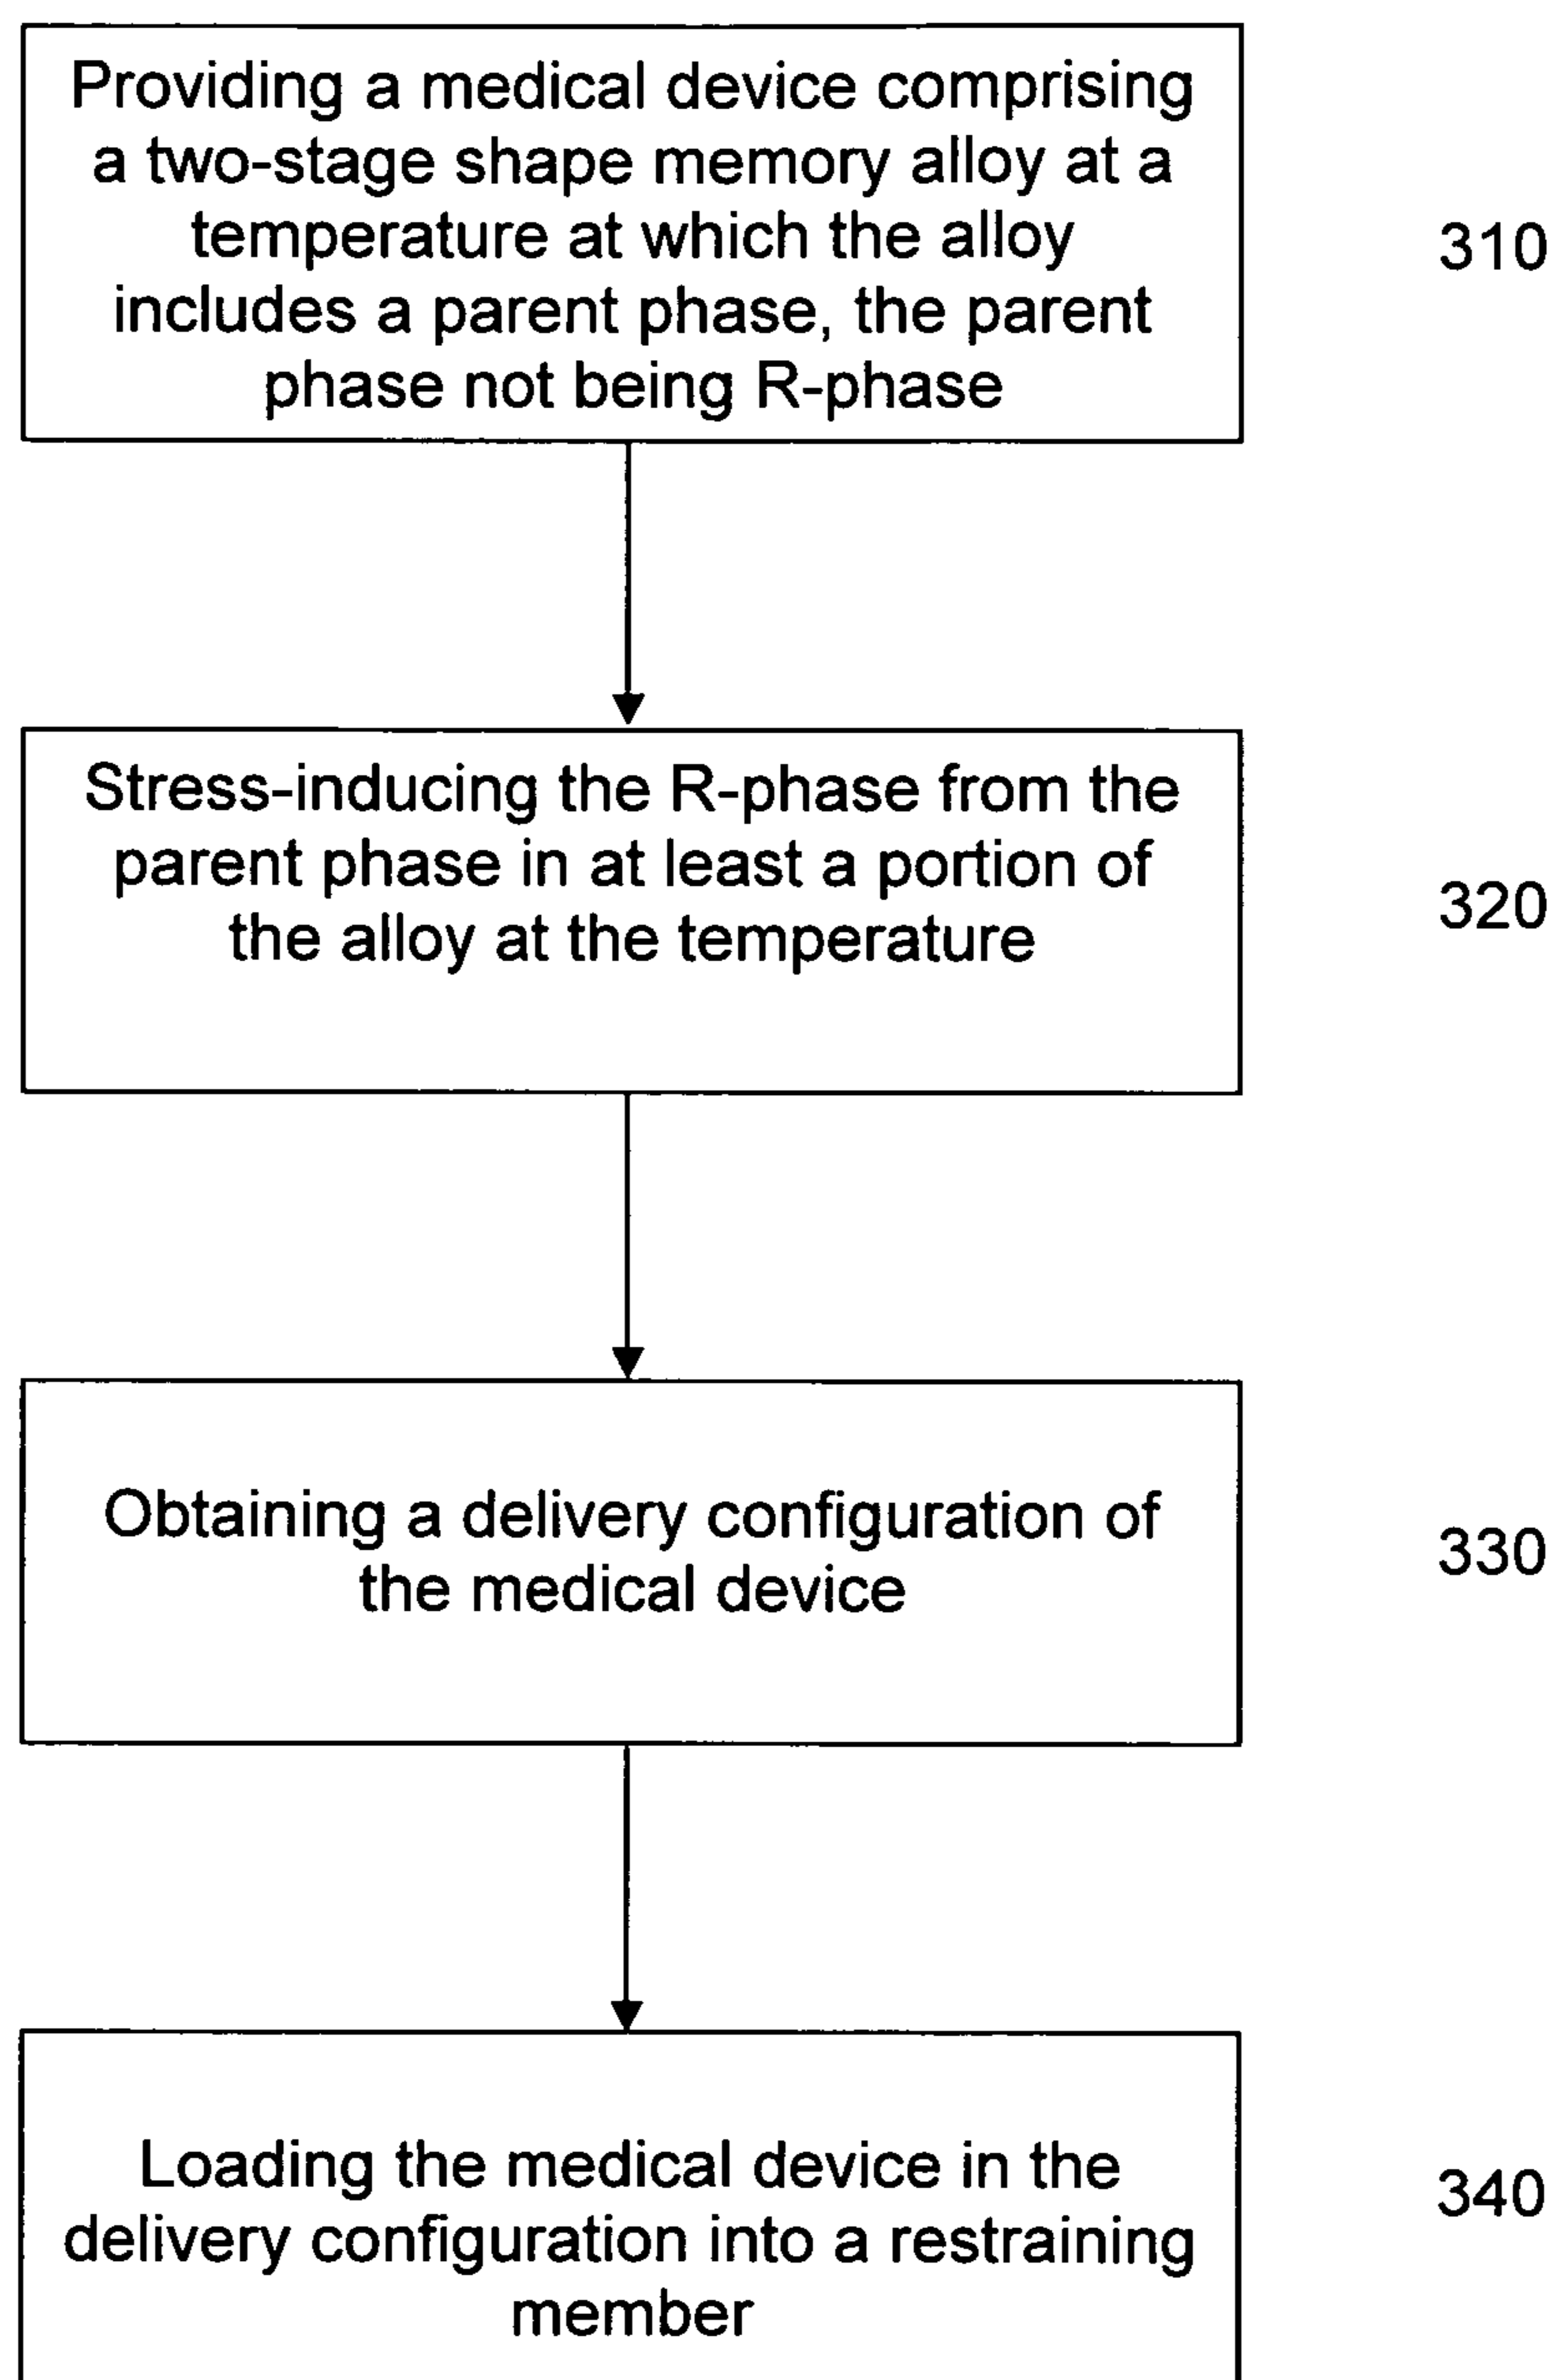 Providing a medical device comprising
a two-stage shape memory alloy at a
temperature at which the alloy
includes a parent phase, the parent
phase not being R-phase
310
Stress-inducing the R-phase from the
parent phase in at least a portion of
the alloy at the temperature
320
Obtaining a delivery configuration of
the medical device
330
Loading the medical device in the
delivery configuration into a restraining
member
340